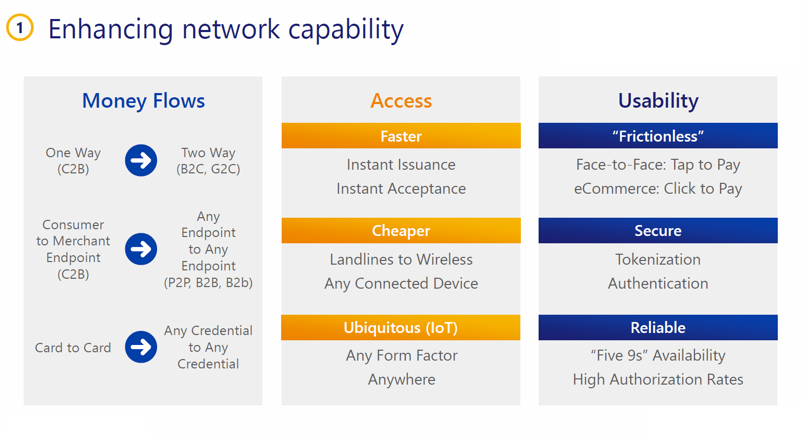 1
Enhancing network capability
Money Flows
One Way
(C2B)
Two Way
(B2C, G2C)
Consumer
to Merchant
Endpoint
(C2B)
Any
Endpoint
to Any
Endpoint
(P2P, B2B, B2b)
Card to Card
Any Credential
to Any
Credential
Access
Faster
Instant Issuance
Instant Acceptance
Cheaper
Landlines to Wireless
Any Connected Device
Ubiquitous (IoT)
Any Form Factor
Anywhere
Usability
“Frictionless”
Face-to-Face: Tap to Pay
eCommerce: Click to Pay
Secure
Tokenization
Authentication
Reliable
“Five 9s” Availability
High Authorization Rates